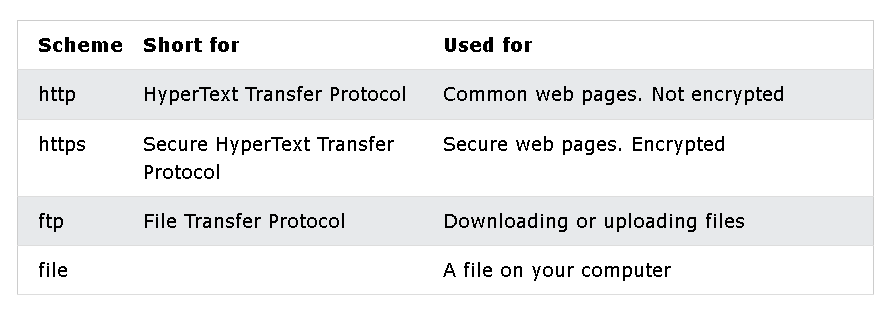 Scheme Short for Used for
http HyperText Transfer Protocol Common web pages. Not encrypted
https Secure HyperText Transfer Secure web pages. Encrypted
Protocol
ftp File Transfer Protocol Downloading or uploading files
file A file on your computer